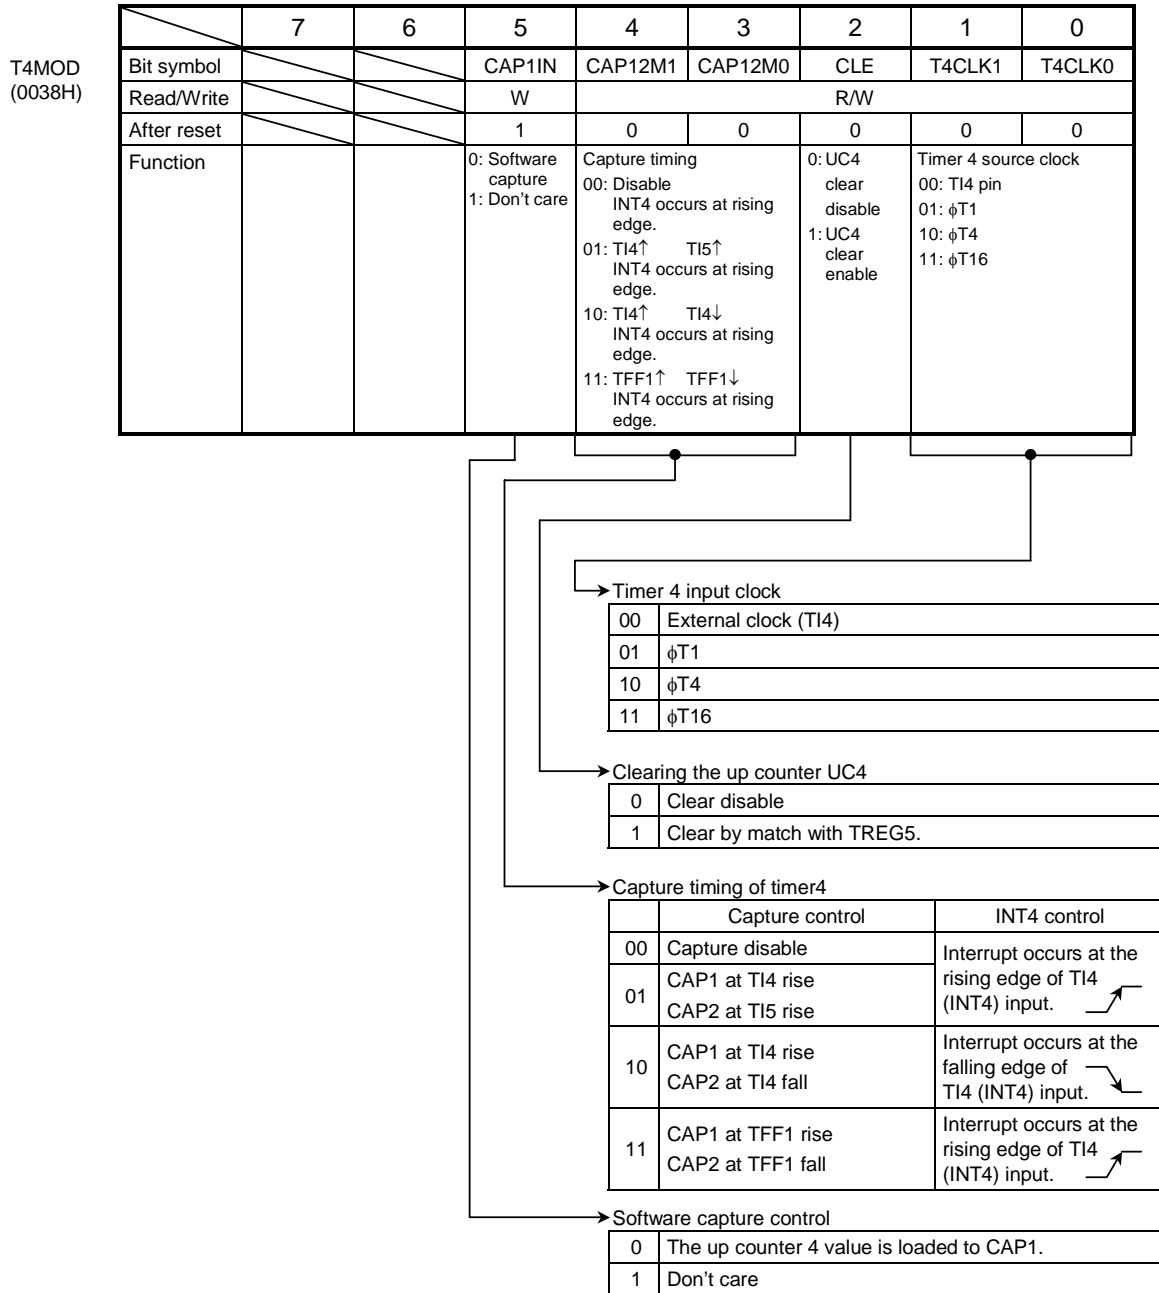 7 6 5 4 3 2 1 0
T4MOD
(0038H)
Bit symbol CAP1IN CAP12M1 CAP12M0 CLE T4CLK1 T4CLK0
Read/Write W R/W
After reset 1 0 0 0 0 0
Function
0: Software
capture
1: Don't care
Capture timing
00: Disable
INT4 occurs at rising
edge.
01: TI4↑ TI5↑
INT4 occurs at rising
edge.
10: TI4↑ TI4↓
INT4 occurs at rising
edge.
11: TFF1↑ TFF1↓
INT4 occurs at rising
edge.
0: UC4
clear
disable
1: UC4
clear
enable
Timer 4 source clock
00: TI4 pin
01: ϕT1
10: ϕT4
11: ϕT16
Timer 4 input clock
00 External clock (TI4)
01 ϕT1
10 ϕT4
11 ϕT16
Clearing the up counter UC4
0 Clear disable
1 Clear by match with TREG5.
Capture timing of timer4
Capture control INT4 control
00 Capture disable
01
CAP1 at TI4 rise
CAP2 at TI5 rise
Interrupt occurs at the
rising edge of TI4
(INT4) input.
10
CAP1 at TI4 rise
CAP2 at TI4 fall
Interrupt occurs at the
falling edge of
TI4 (INT4) input.
11
CAP1 at TFF1 rise
CAP2 at TFF1 fall
Interrupt occurs at the
rising edge of TI4
(INT4) input.
Software capture control
0 The up counter 4 value is loaded to CAP1.
1 Don't care